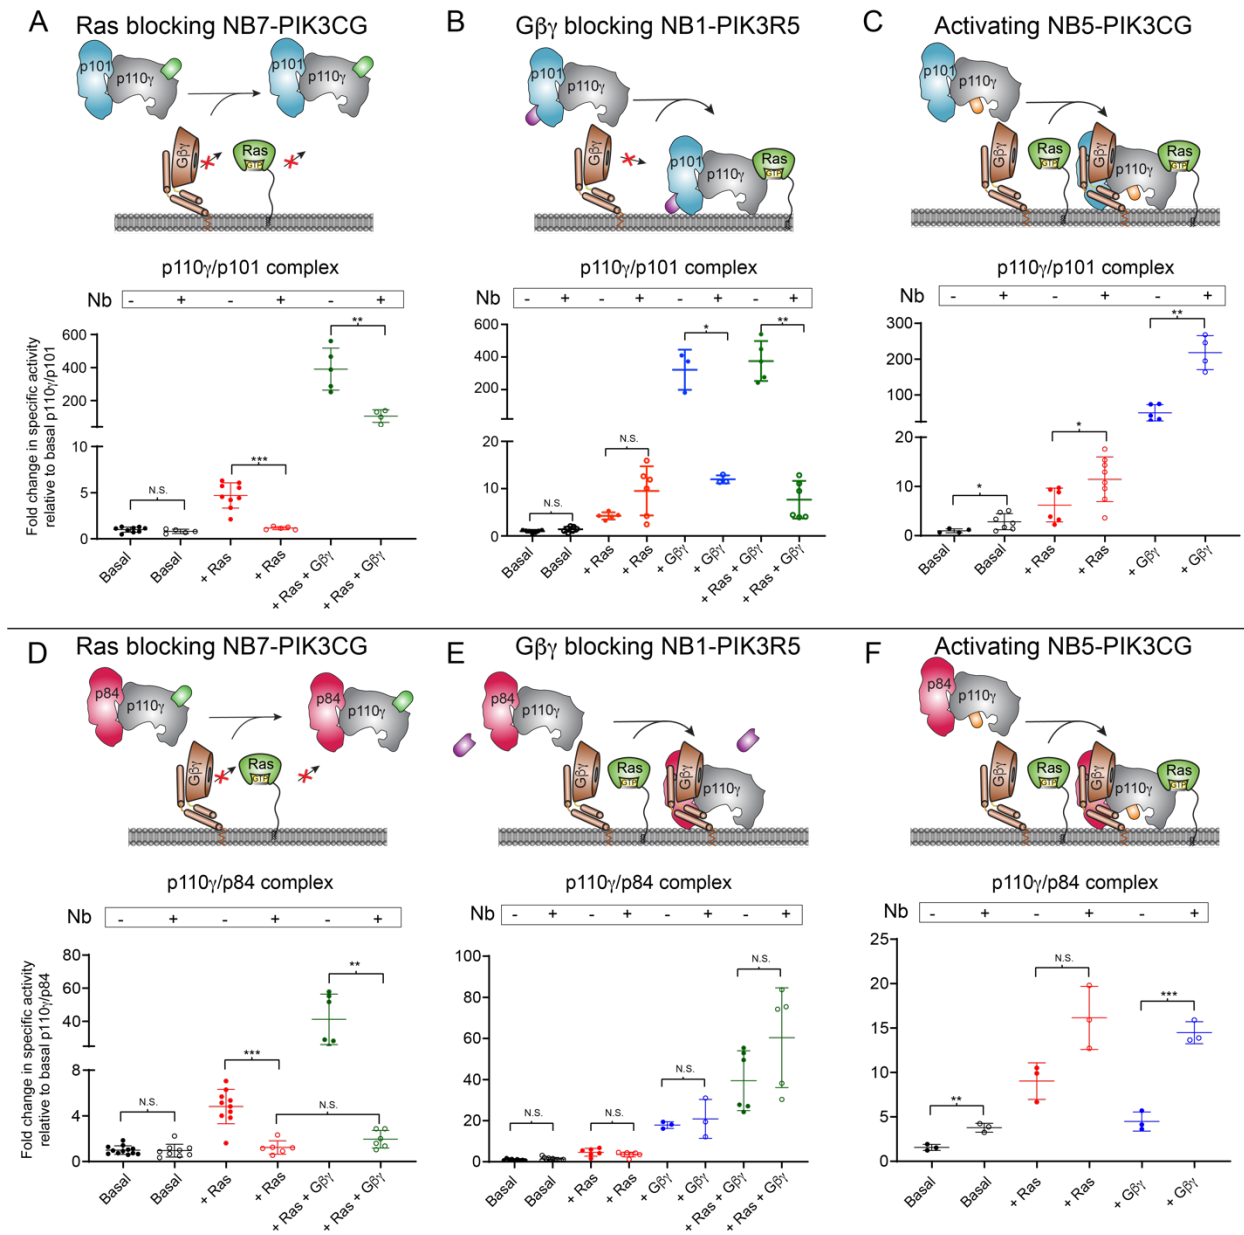 A Ras blocking NB7-PIK3CG
p101
p110γ
p101
p110γ
Gβγ
Ras
GTP
p110γ/p101 complex
Nb - + - + - +
Fold change in specific activity
relative to basal p110γ/p101
600
400
200
10
5
0
N.S.
***
**
Basal
Basal
+ Ras
+ Ras
+ Ras + Gβγ
+ Ras + Gβγ
B Gβγ blocking NB1-PIK3R5
p101
p110γ
Gβγ
p101
p110γ
Ras
GTP
p110γ/p101 complex
Nb - + - + - + - +
600
400
200
20
10
0
N.S.
N.S.
*
**
Basal
Basal
+ Ras
+ Ras
+ Gβγ
+ Gβγ
+ Ras + Gβγ
+ Ras + Gβγ
C Activating NB5-PIK3CG
p101
p110γ
Gβγ
Ras
GTP
Gβγ
p110γ
Ras
GTP
p110γ/p101 complex
Nb - + - + - +
300
200
100
20
10
0
*
*
**
Basal
Basal
+ Ras
+ Ras
+ Gβγ
+ Gβγ
D Ras blocking NB7-PIK3CG
p84
p110γ
p84
p110γ
Gβγ
Ras
GTP
p110γ/p84 complex
Nb - + - + - +
Fold change in specific activity
relative to basal p110γ/p84
80
60
40
20
8
4
0
N.S.
***
N.S.
**
Basal
Basal
+ Ras
+ Ras
+ Ras + Gβγ
+ Ras + Gβγ
E Gβγ blocking NB1-PIK3R5
p84
p110γ
Gβγ
Ras
GTP
Gβγ
p110γ
p110γ/p84 complex
Nb - + - + - + - +
100
80
60
40
20
0
N.S.
N.S.
N.S.
N.S.
Basal
Basal
+ Ras
+ Ras
+ Gβγ
+ Gβγ
+ Ras + Gβγ
+ Ras + Gβγ
F Activating NB5-PIK3CG
p84
p110γ
Gβγ
Ras
GTP
Gβγ
p110γ
Ras
GTP
p110γ/p84 complex
Nb - + - + - +
25
20
15
10
5
0
**
N.S.
***
Basal
Basal
+ Ras
+ Ras
+ Gβγ
+ Gβγ